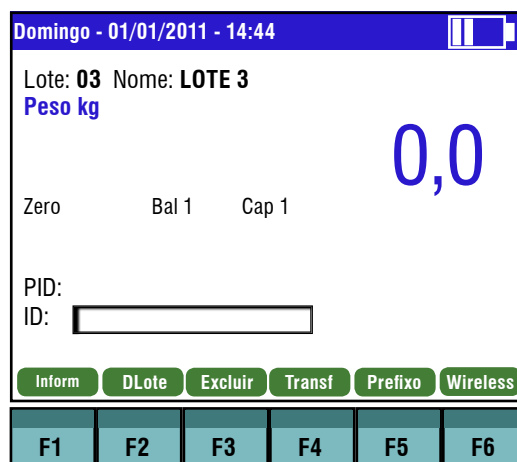 Domingo - 01/01/2011 - 14:44
Lote: 03 Nome: LOTE 3
Peso kg
0,0
Zero Bal 1 Cap 1
PID:
ID:
Inform DLote Excluir Transf Prefixo Wireless
F1 F2 F3 F4 F5 F6